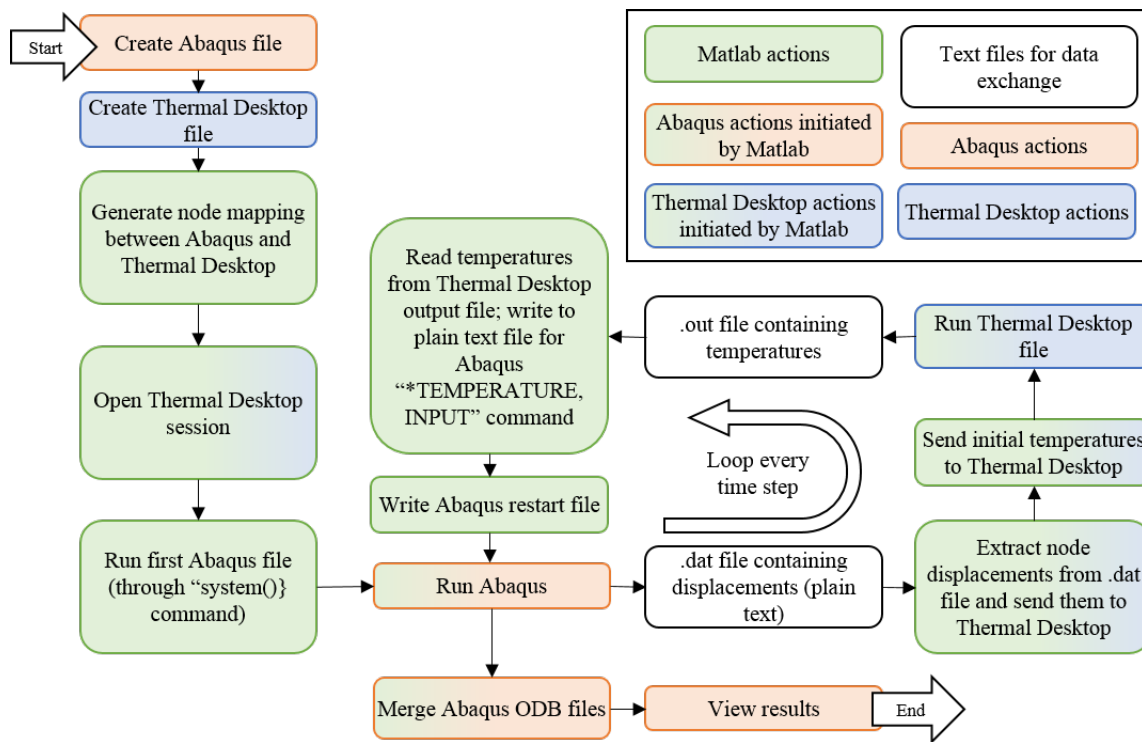 Start
Create Abaqus file
Create Thermal Desktop
file
Generate node mapping
between Abaqus and
Thermal Desktop
Open Thermal Desktop
session
Run first Abaqus file
(through “system()}
command)
Read temperatures
from Thermal Desktop
output file; write to
plain text file for
Abaqus
“*TEMPERATURE,
INPUT” command
Write Abaqus restart file
Run Abaqus
Merge Abaqus ODB files
Matlab actions
Text files for data
exchange
Abaqus actions initiated
by Matlab
Abaqus actions
Thermal Desktop actions
initiated by Matlab
Thermal Desktop actions
.out file containing
temperatures
Run Thermal Desktop
file
Loop every
time step
Send initial temperatures
to Thermal Desktop
.dat file containing
displacements (plain
text)
Extract node
displacements from .dat
file and send them to
Thermal Desktop
View results
End